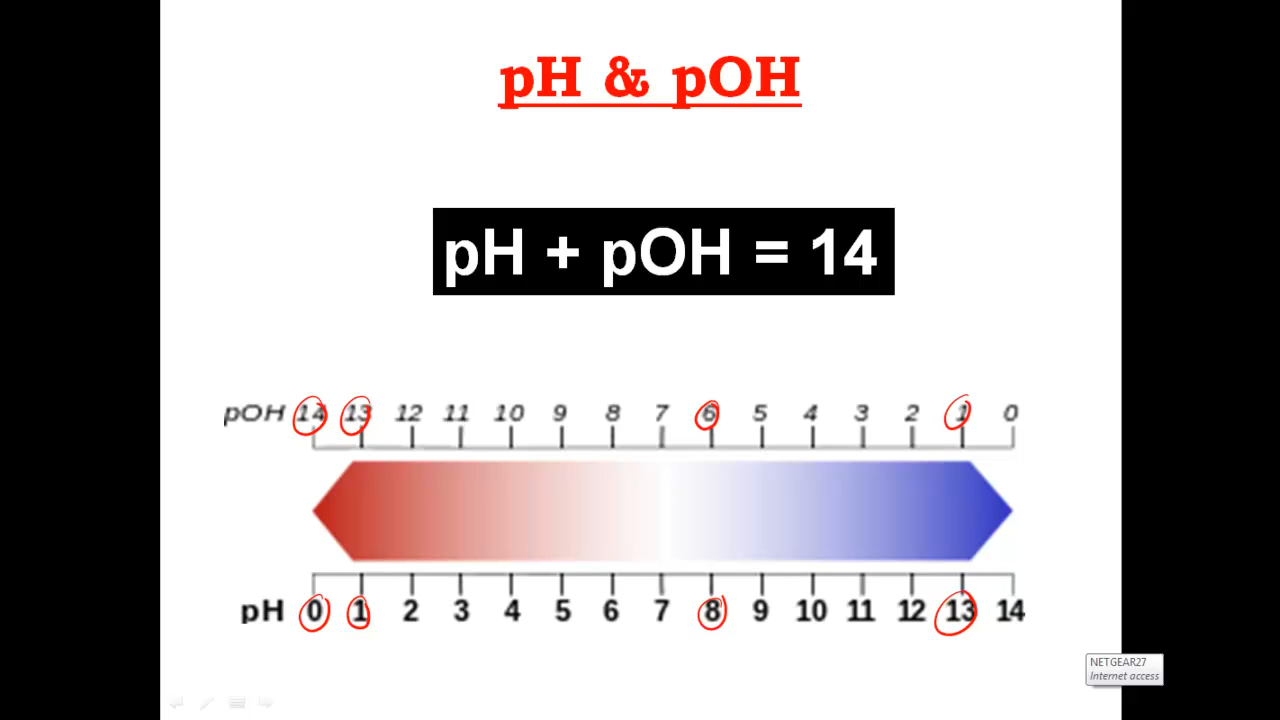 pH & pOH
pH + pOH = 14
pOH 14 13 12 11 10 9 8 7 6 5 4 3 2 1 0
pH 0 1 2 3 4 5 6 7 8 9 10 11 12 13 14
NETGEAR27
Internet access